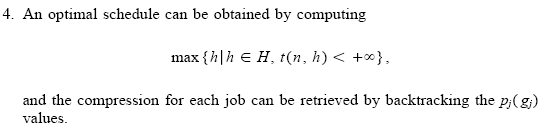 4. An optimal schedule can be obtained by computing
max {h|h ∈ H, t(n, h) < +∞},
and the compression for each job can be retrieved by backtracking the pj(gj)
values.